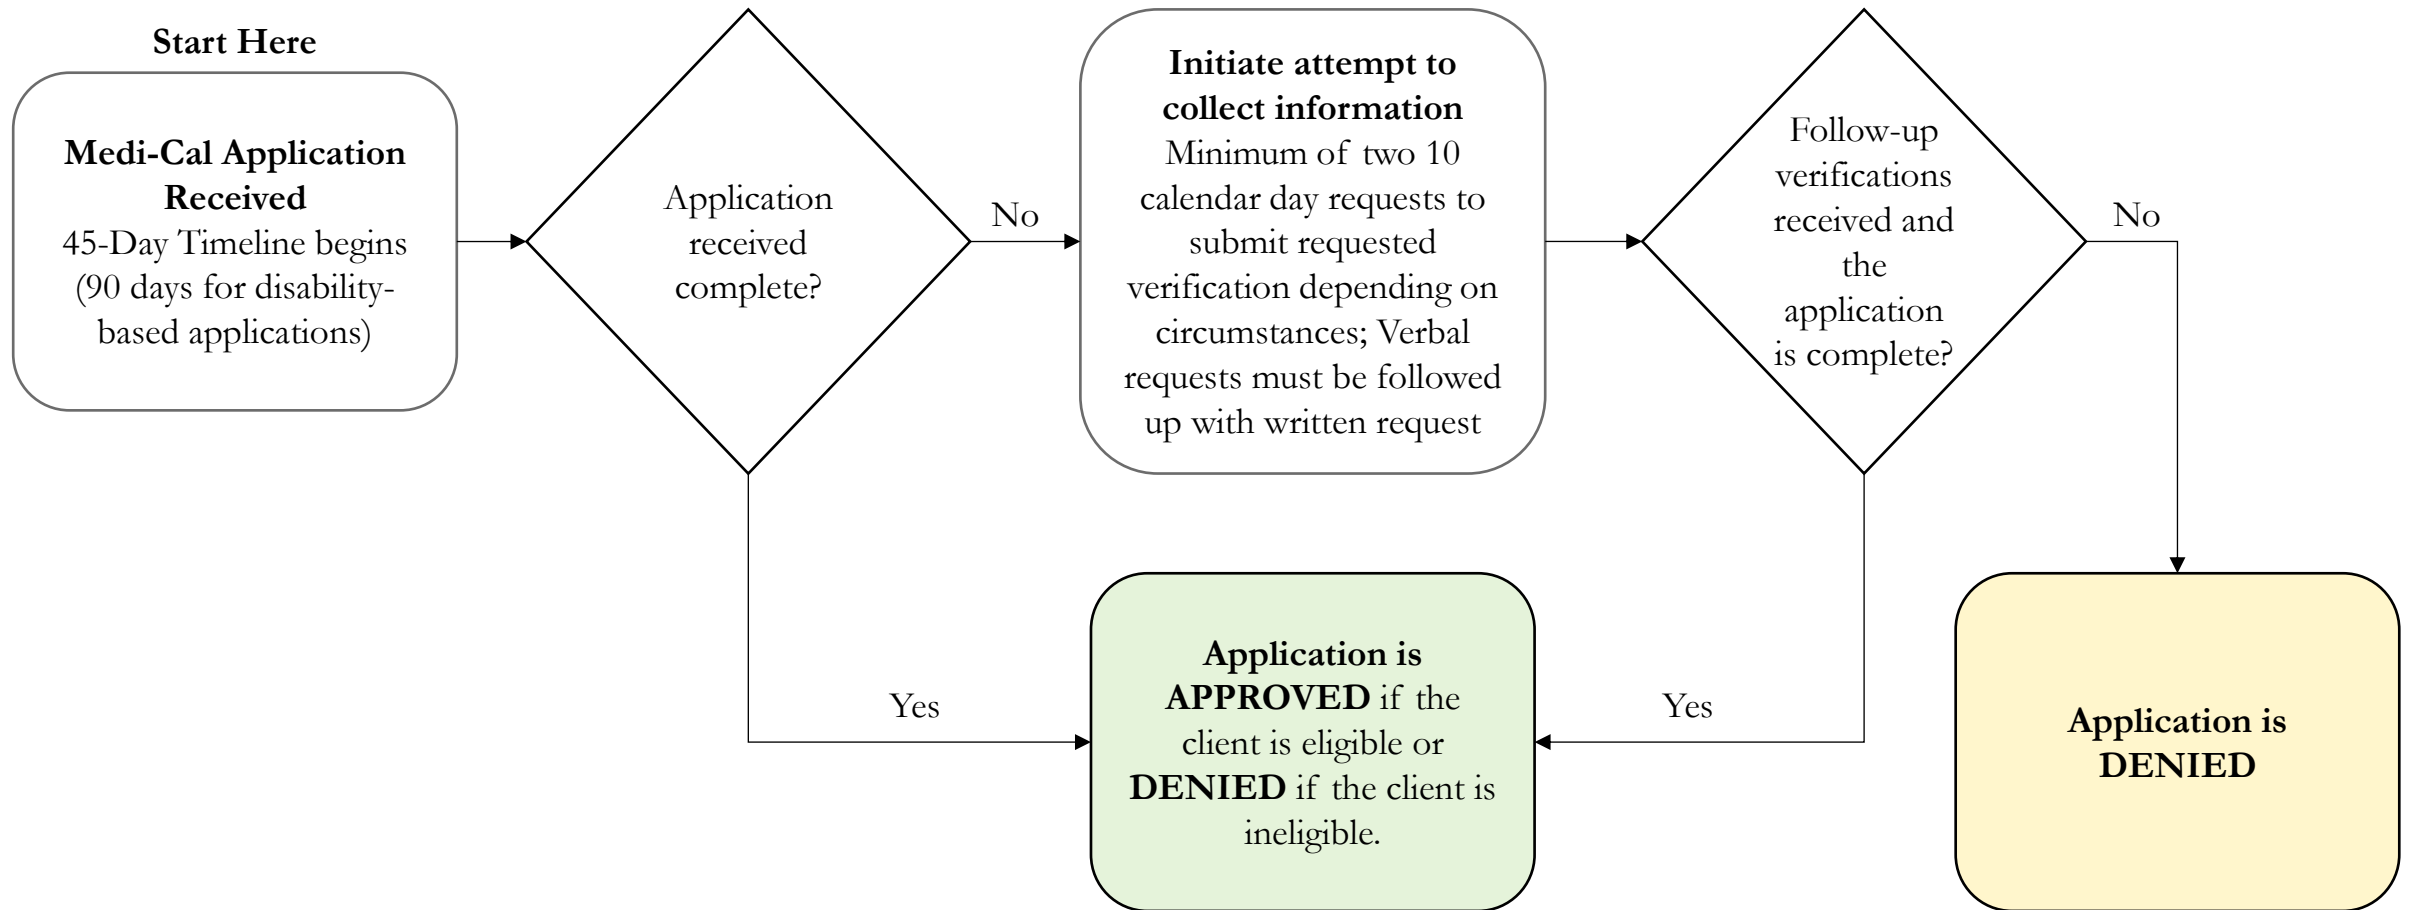 Start Here
Medi-Cal Application
Received
45-Day Timeline begins
(90 days for disability-
based applications)
Application
received
complete?
No
Initiate attempt to
collect information
Minimum of two 10
calendar day requests to
submit requested
verification depending on
circumstances; Verbal
requests must be followed
up with written request
Follow-up
verifications
received and
the
application
is complete?
No
Yes
Application is
APPROVED if the
client is eligible or
DENIED if the client is
ineligible.
Yes
Application is
DENIED